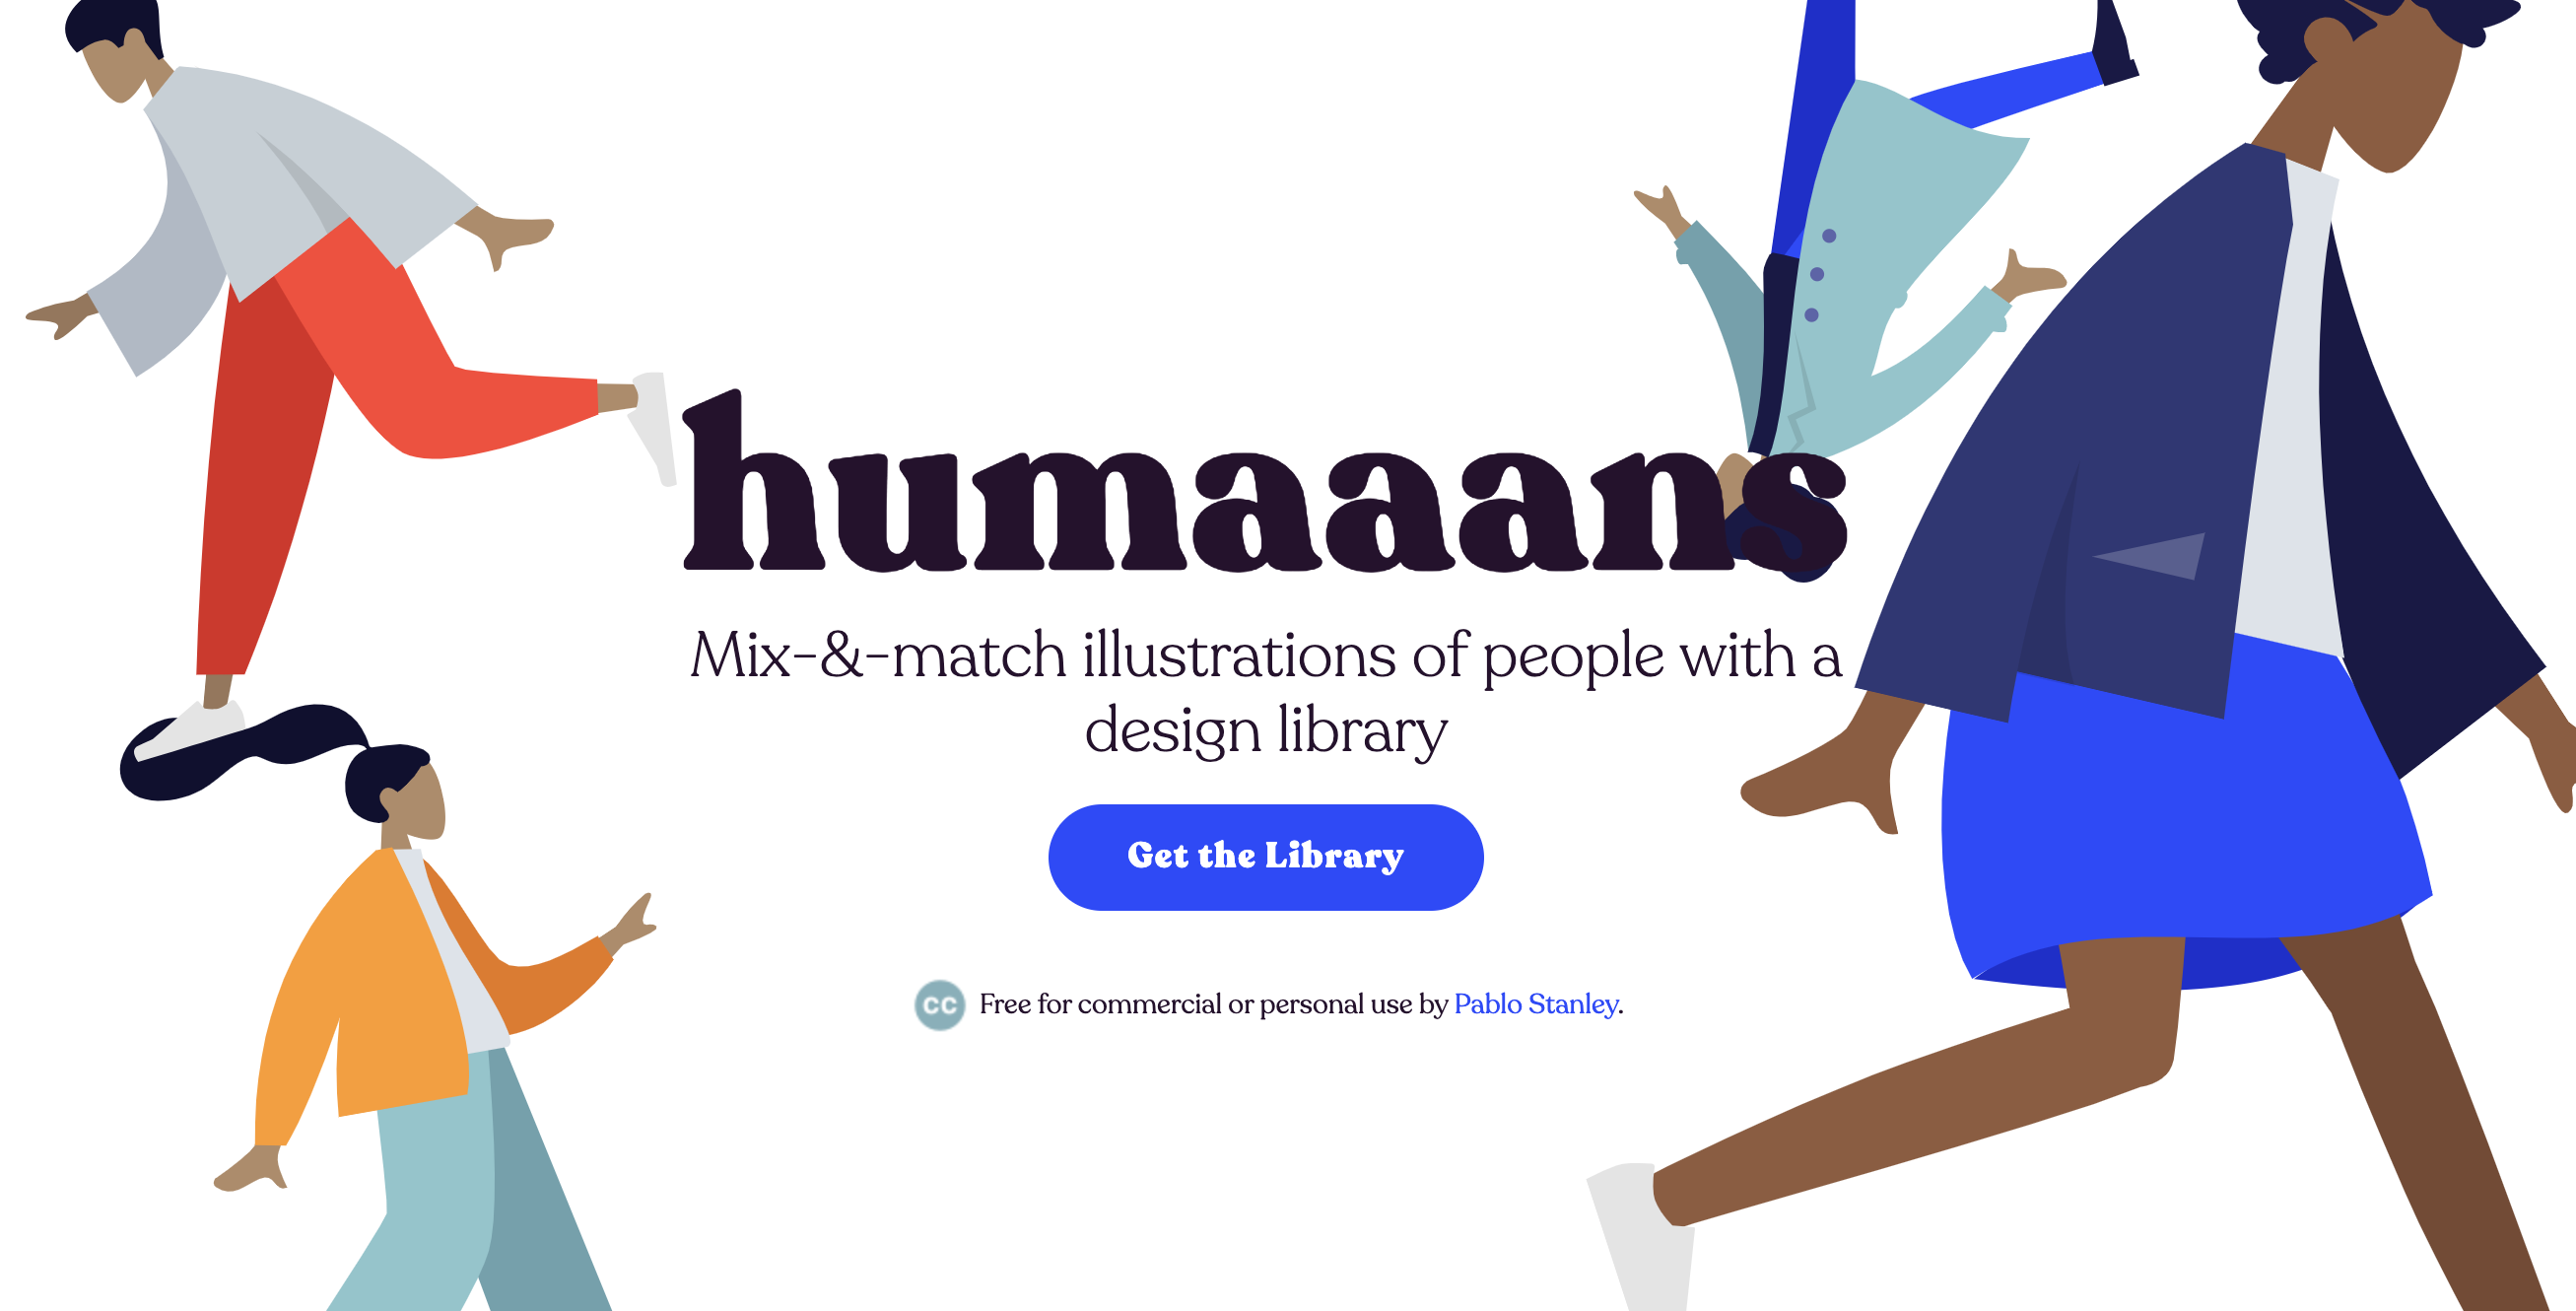 humaaans
Mix-&-match illustrations of people with a
design library
Get the Library
cc Free for commercial or personal use by Pablo Stanley.